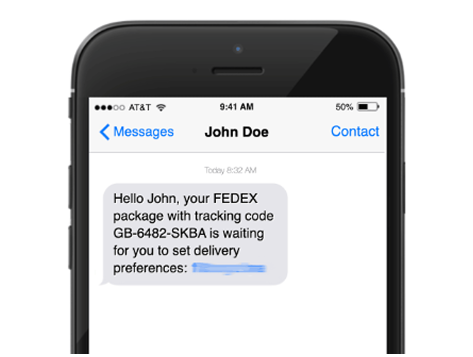 AT&T 9:41 AM 50%
Messages John Doe Contact
Today 8:32 AM
Hello John, your FEDEX
package with tracking code
GB-6482-SKBA is waiting
for you to set delivery
preferences: